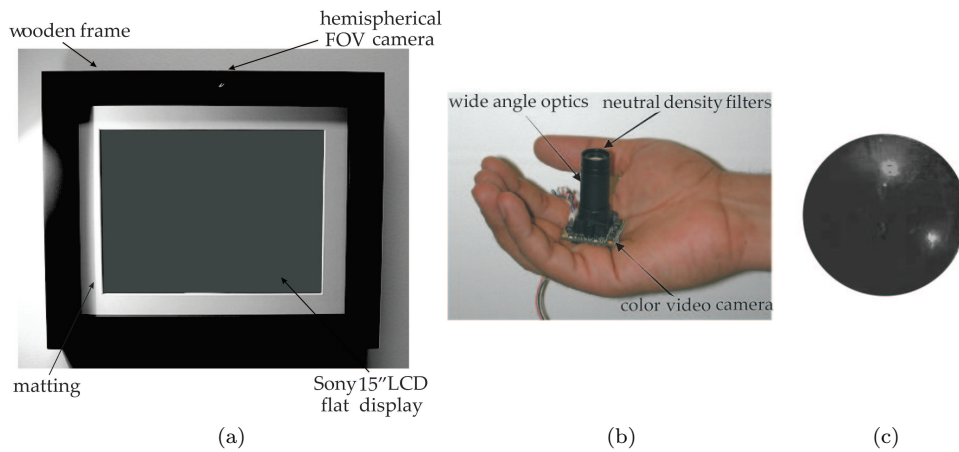 wooden frame
hemispherical
FOV camera
matting
Sony 15″LCD
flat display
(a)
wide angle optics
neutral density filters
color video camera
(b)
(c)